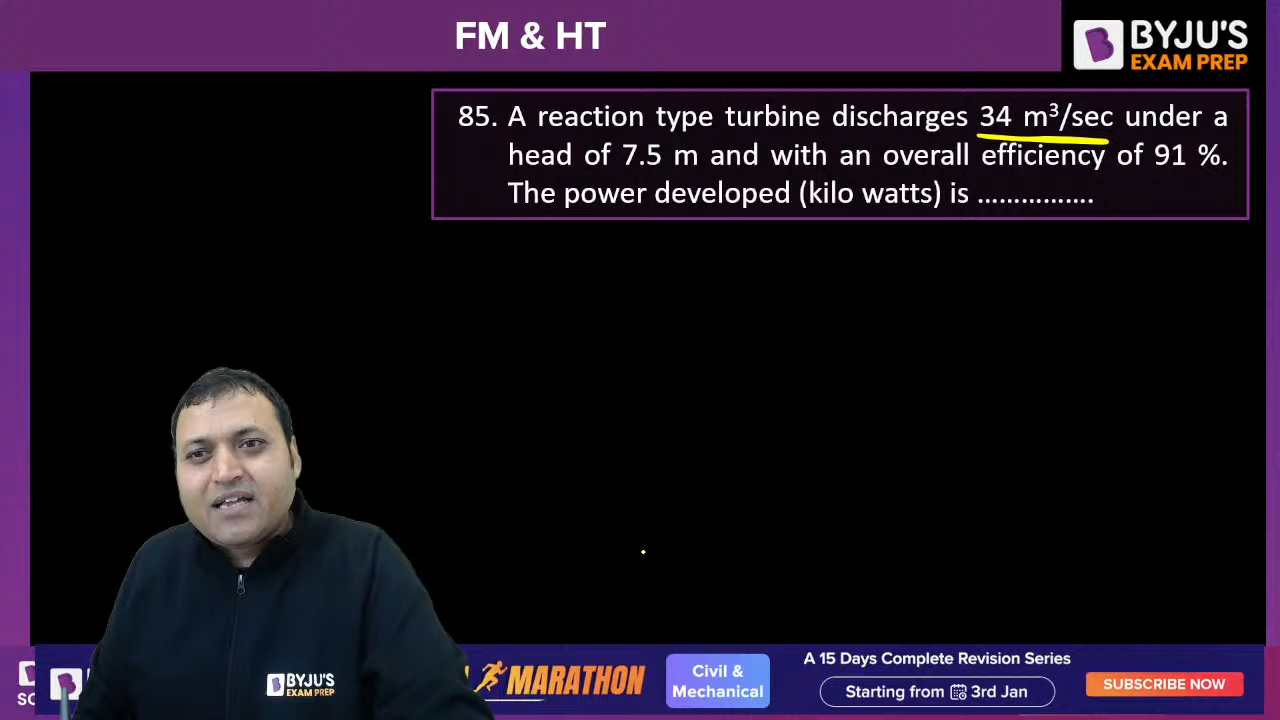 FM & HT
BYJU'S
EXAM PREP
85. A reaction type turbine discharges 34 m³/sec under a
head of 7.5 m and with an overall efficiency of 91 %.
The power developed (kilo watts) is …………….
BYJU'S
EXAM PREP
MARATHON
Civil &
Mechanical
A 15 Days Complete Revision Series
Starting from 3rd Jan
SUBSCRIBE NOW